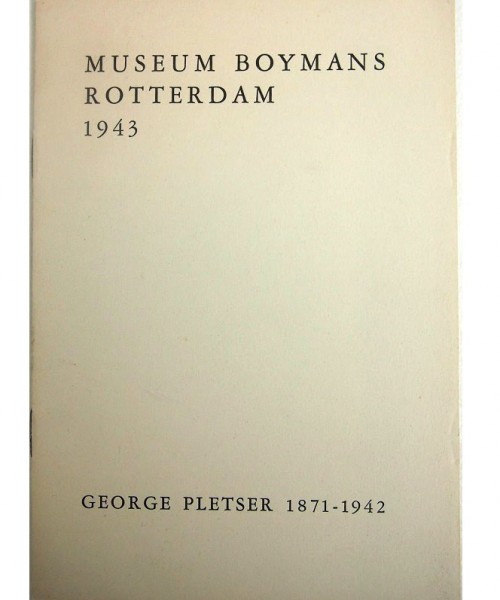 MUSEUM BOYMANS
ROTTERDAM
1943
GEORGE PLETSER 1871-1942